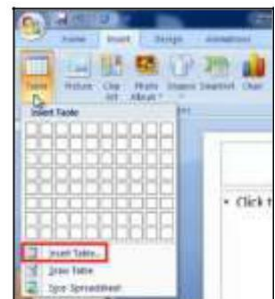 Home Insert Design Animations
Table Picture Clip Art Photo Album Shapes SmartArt Chart
Insert Table
Insert Table...
Draw Table
Excel Spreadsheet
• Click t